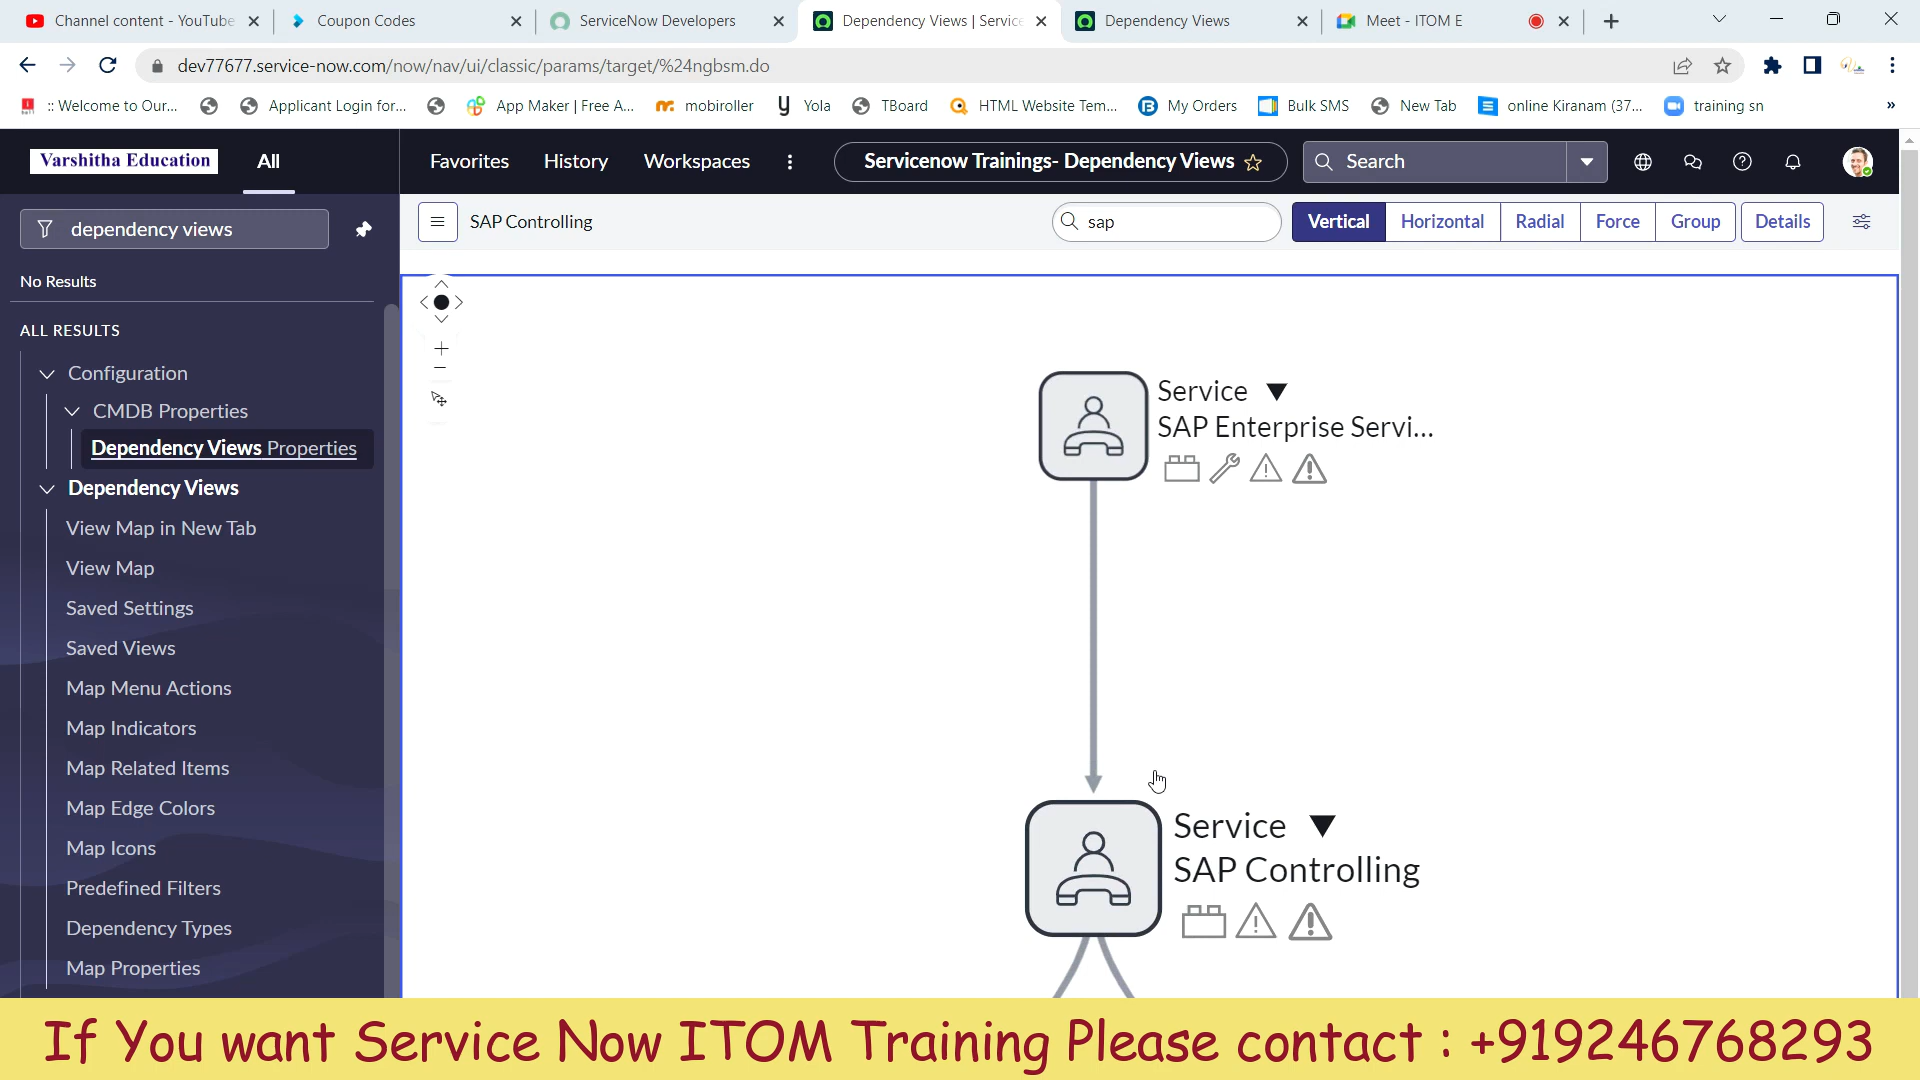 Channel content - YouTube
Coupon Codes
ServiceNow Developers
Dependency Views | Service
Dependency Views
Meet - ITOM E
dev77677.service-now.com/now/nav/ui/classic/params/target/%24ngbsm.do
:: Welcome to Our...
Applicant Login for...
App Maker | Free A...
mobiroller
Yola
TBoard
HTML Website Tem...
My Orders
Bulk SMS
New Tab
online Kiranam (37...
training sn
»
Varshitha Education
All
Favorites
History
Workspaces
Servicenow Trainings- Dependency Views
Search
dependency views
SAP Controlling
sap
Vertical
Horizontal
Radial
Force
Group
Details
No Results
ALL RESULTS
Configuration
CMDB Properties
Dependency Views Properties
Dependency Views
View Map in New Tab
View Map
Saved Settings
Saved Views
Map Menu Actions
Map Indicators
Map Related Items
Map Edge Colors
Map Icons
Predefined Filters
Dependency Types
Map Properties
Service
SAP Enterprise Servi...
Service
SAP Controlling
If You want Service Now ITOM Training Please contact : +919246768293